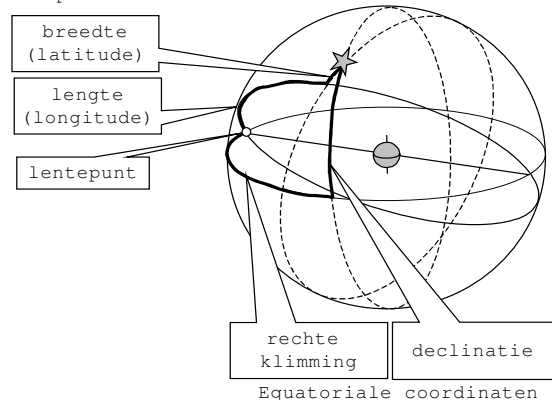 breedte
(latitude)
lengte
(longitude)
lentepunt
rechte
klimming
declinatie
Equatoriale coordinaten